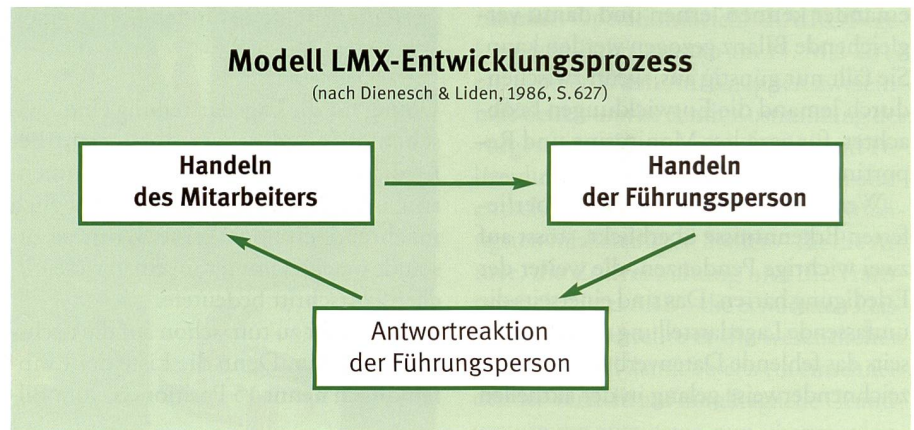 Modell LMX-Entwicklungsprozess
(nach Dienesch & Liden, 1986, S. 627)
Handeln
des Mitarbeiters
Handeln
der Führungsperson
Antwortreaktion
der Führungsperson